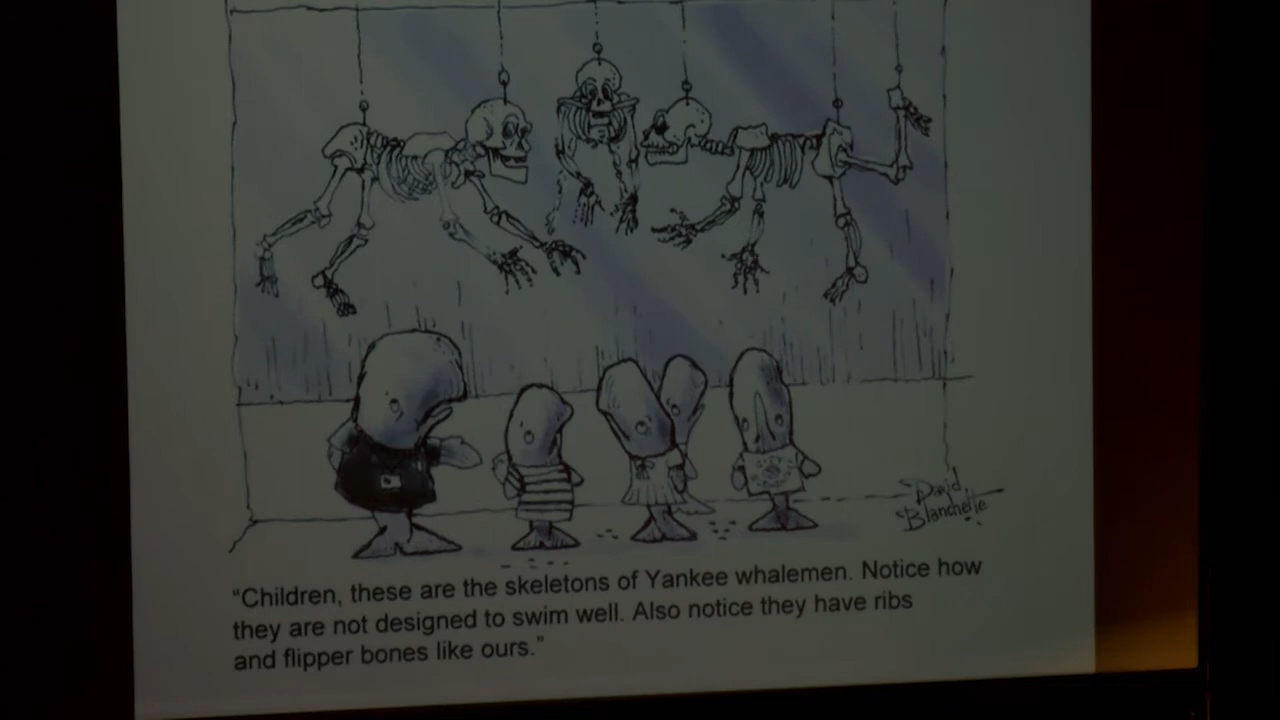 David
Blanchette
“Children, these are the skeletons of Yankee whalemen. Notice how
they are not designed to swim well. Also notice they have ribs
and flipper bones like ours.”